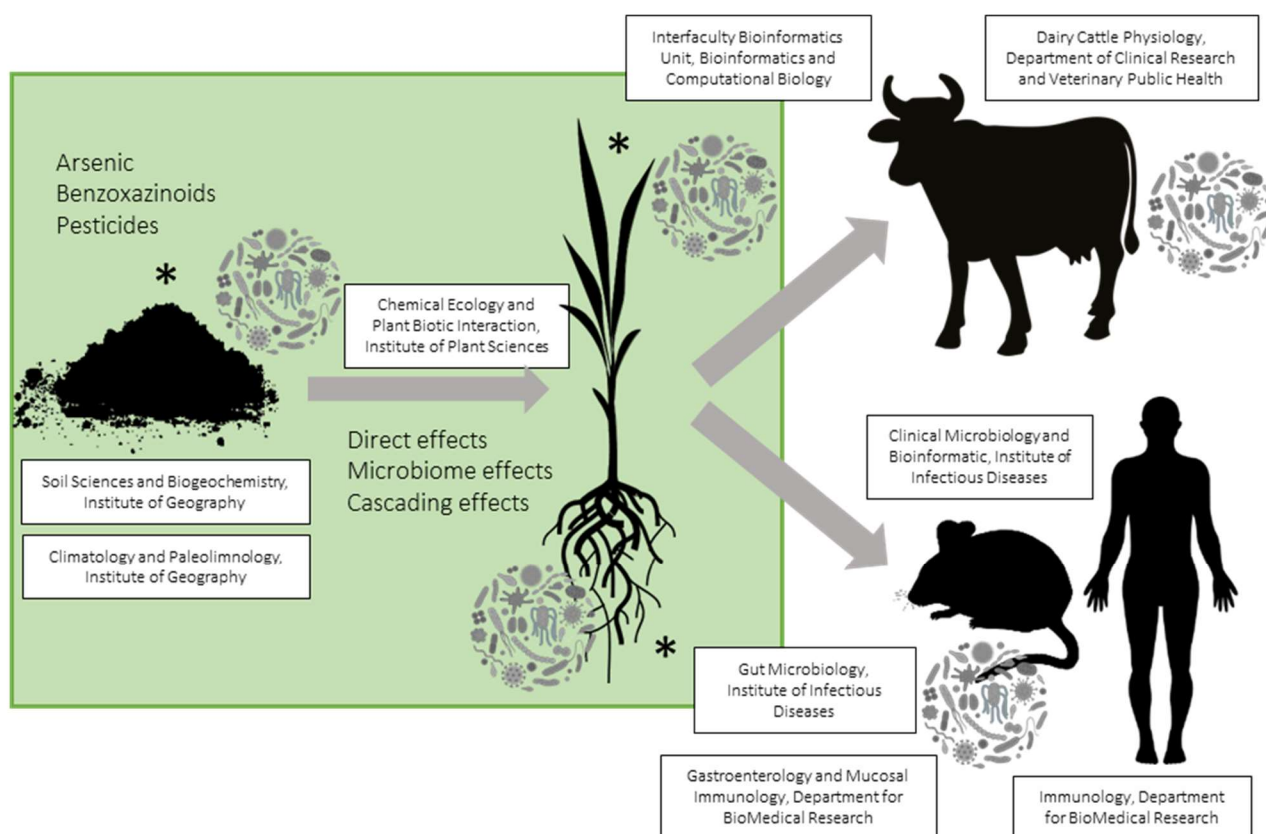 Interfaculty Bioinformatics
Unit, Bioinformatics and
Computational Biology
Dairy Cattle Physiology,
Department of Clinical Research
and Veterinary Public Health
Arsenic
Benzoxazinoids
Pesticides
*
*
Chemical Ecology and
Plant Biotic Interaction,
Institute of Plant Sciences
Direct effects
Microbiome effects
Cascading effects
Soil Sciences and Biogeochemistry,
Institute of Geography
Climatology and Paleolimnology,
Institute of Geography
*
Clinical Microbiology and
Bioinformatic, Institute of
Infectious Diseases
Gut Microbiology,
Institute of Infectious
Diseases
Gastroenterology and Mucosal
Immunology, Department for
BioMedical Research
Immunology, Department
for BioMedical Research